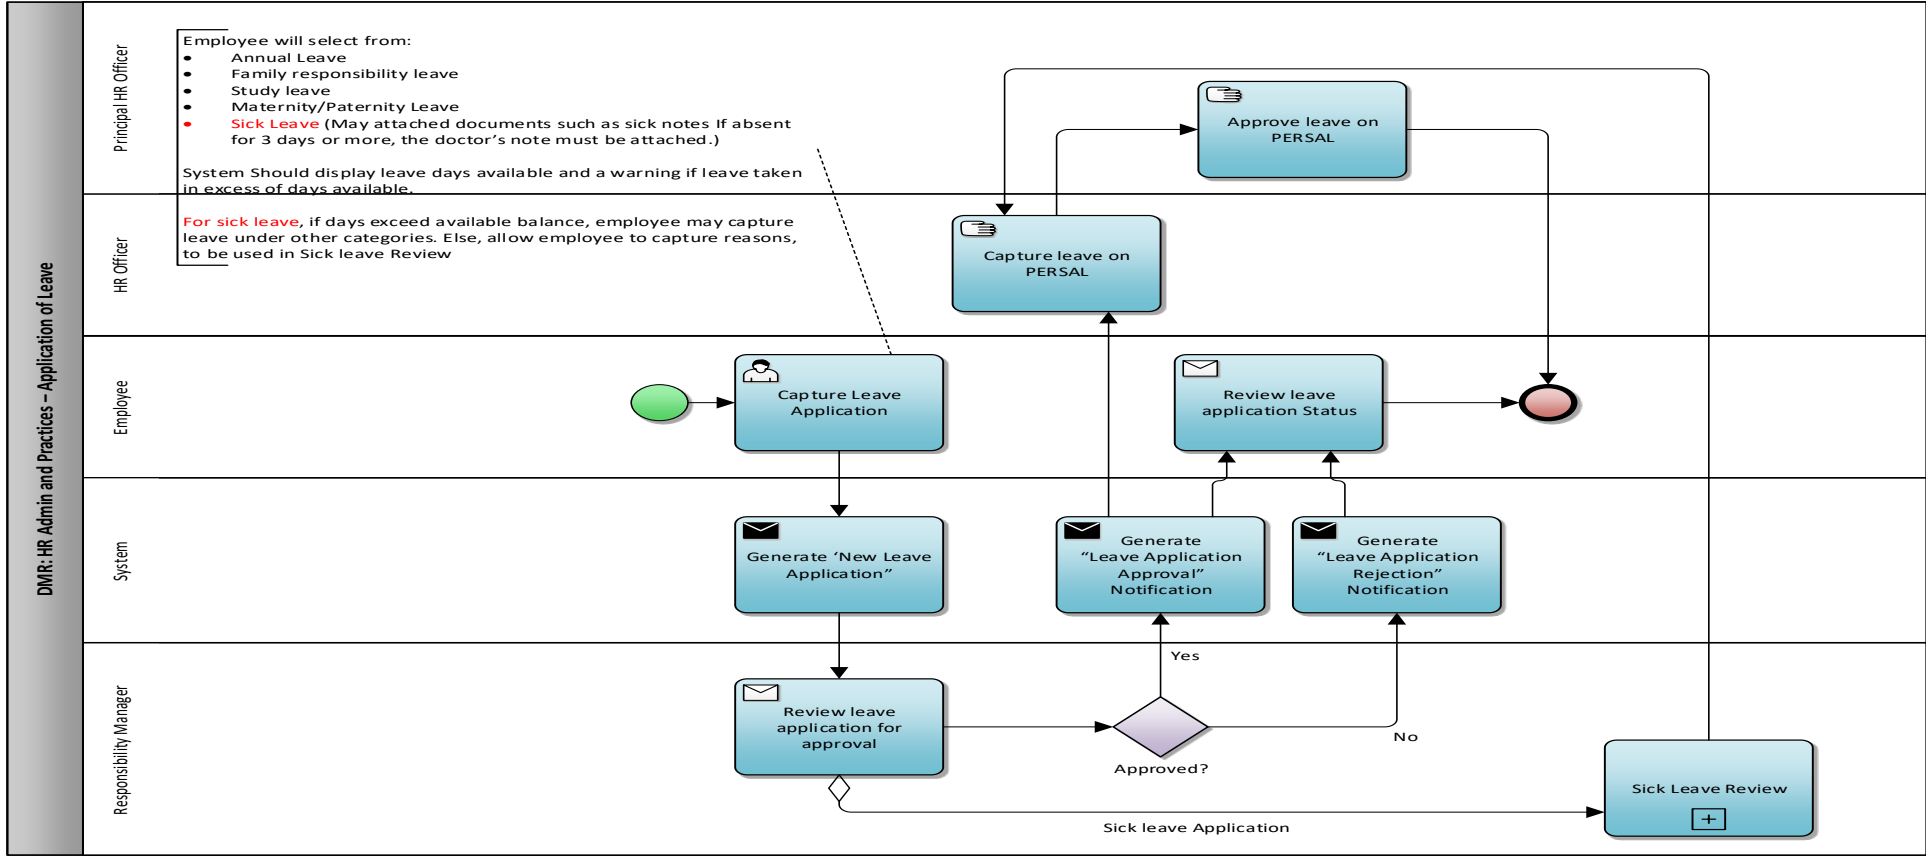 DMR: HR Admin and Practices – Application of Leave
Principal HR Officer
Employee will select from:
• Annual Leave
• Family responsibility leave
• Study leave
• Maternity/Paternity Leave
• Sick Leave (May attached documents such as sick notes If absent
for 3 days or more, the doctor’s note must be attached.)
System Should display leave days available and a warning if leave taken
in excess of days available.
For sick leave, if days exceed available balance, employee may capture
leave under other categories. Else, allow employee to capture reasons,
to be used in Sick leave Review
Approve leave on
PERSAL
HR Officer
Capture leave on
PERSAL
Employee
Capture Leave
Application
Review leave
application Status
System
Generate ‘New Leave
Application”
Generate
“Leave Application
Approval”
Notification
Generate
“Leave Application
Rejection”
Notification
Responsibility Manager
Review leave
application for
approval
Yes
No
Approved?
Sick leave Application
Sick Leave Review